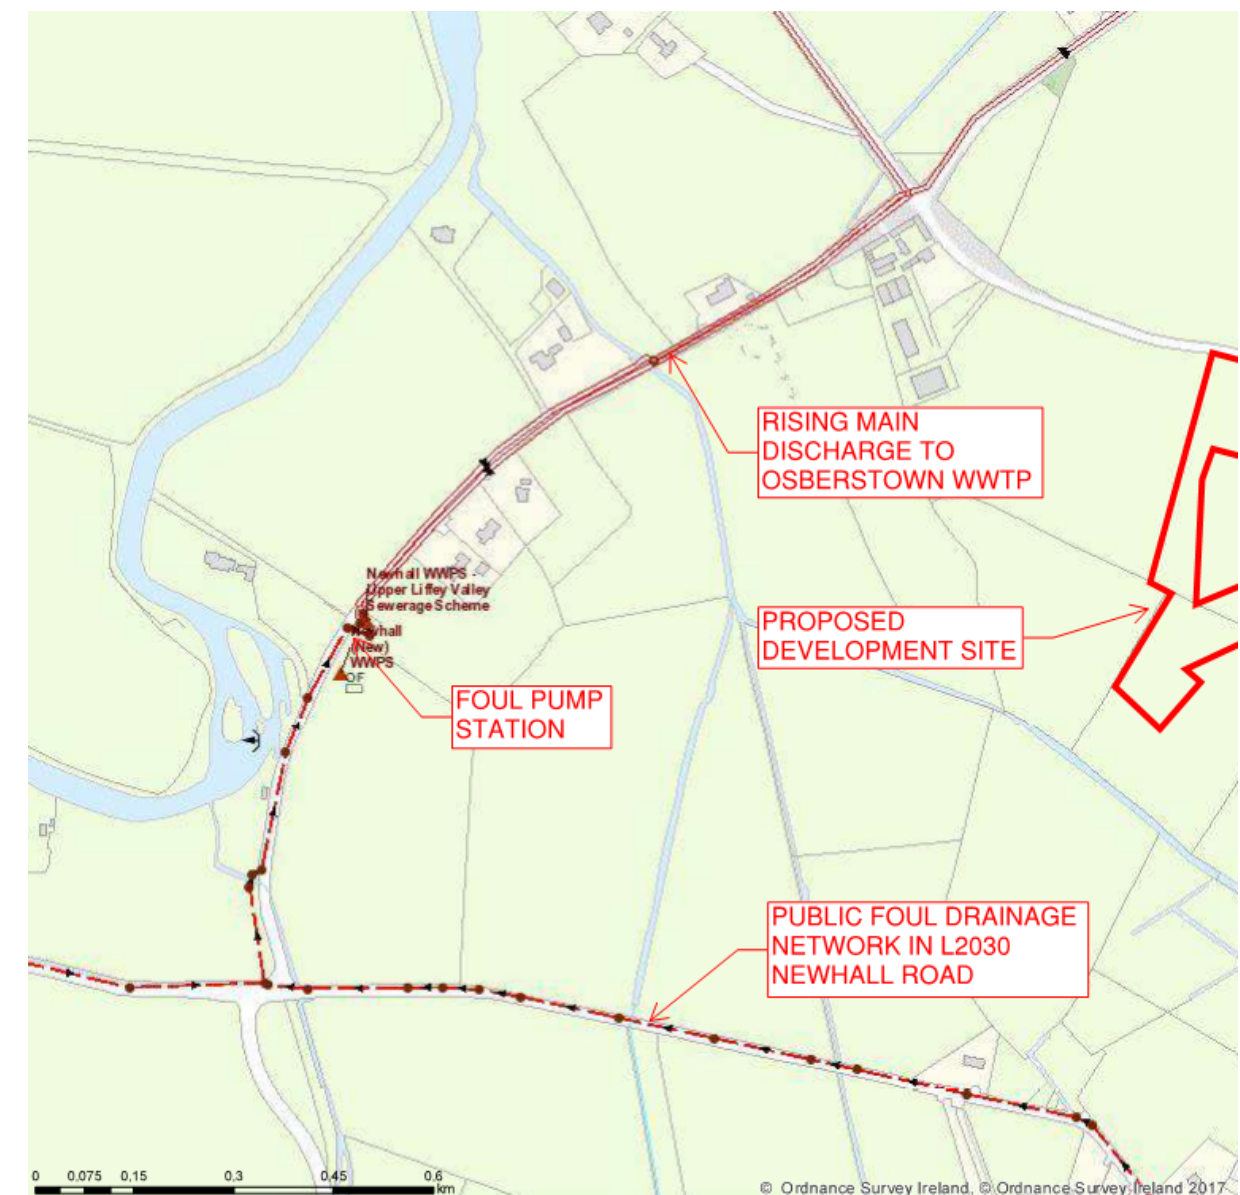 RISING MAIN
DISCHARGE TO
OSBERSTOWN WWTP
Newhall WWPS -
Upper Liffey Valley
Sewerage Scheme
Newhall
(New)
WWPS
OF
PROPOSED
DEVELOPMENT SITE
FOUL PUMP
STATION
PUBLIC FOUL DRAINAGE
NETWORK IN L2030
NEWHALL ROAD
0 0.075 0.15 0.3 0.45 0.6
km
© Ordnance Survey Ireland, © Ordnance Survey Ireland 2017